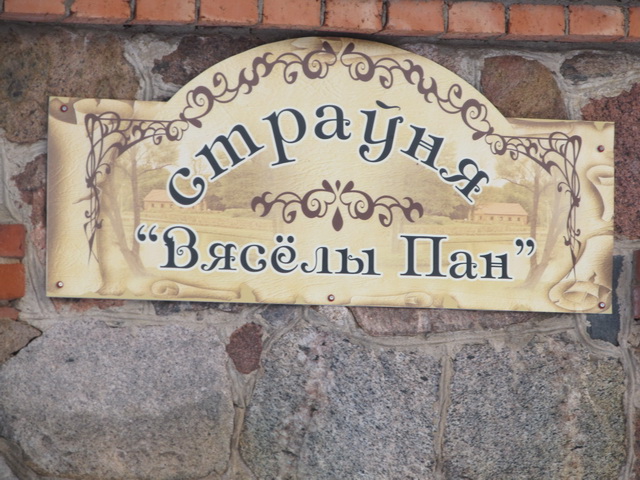 страўня
“Вясёлы Пан”